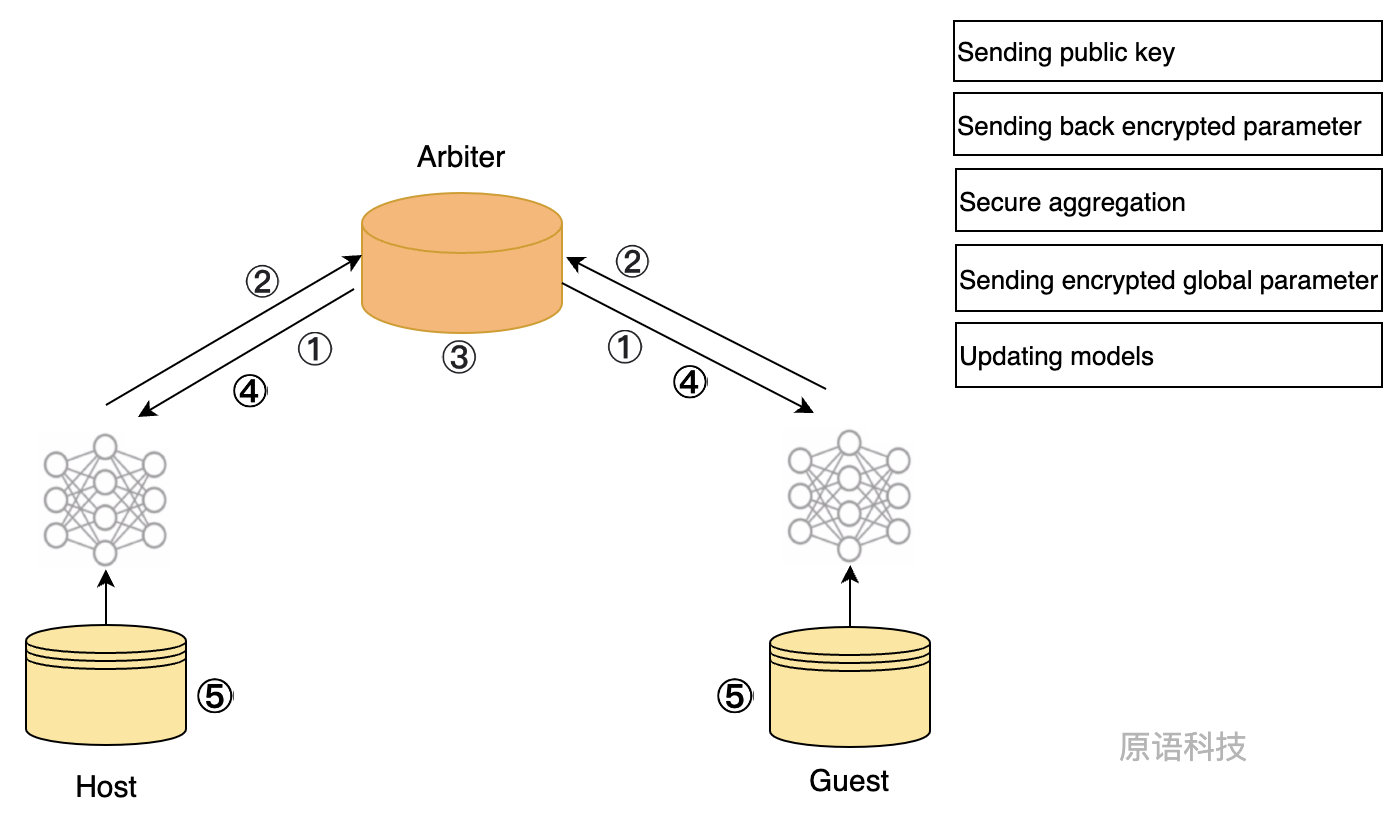 Sending public key
Sending back encrypted parameter
Arbiter
Secure aggregation
②
②
Sending encrypted global parameter
①
③
①
Updating models
④
④
⑤
⑤
原语科技
Host
Guest